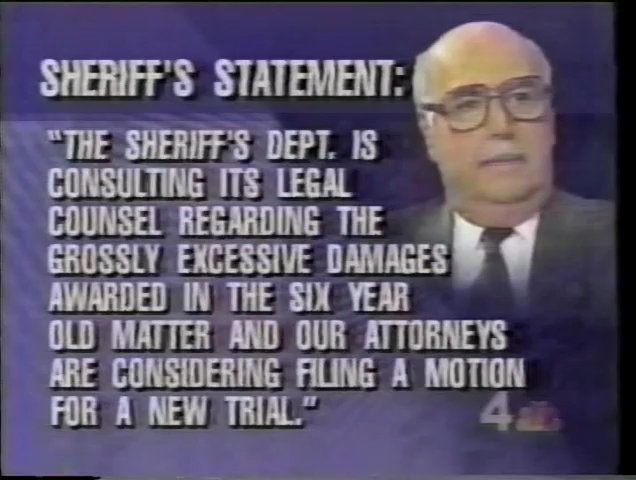 SHERIFF'S STATEMENT:
"THE SHERIFF'S DEPT. IS
CONSULTING ITS LEGAL
COUNSEL REGARDING THE
GROSSLY EXCESSIVE DAMAGES
AWARDED IN THE SIX YEAR
OLD MATTER AND OUR ATTORNEYS
ARE CONSIDERING FILING A MOTION
FOR A NEW TRIAL."
4